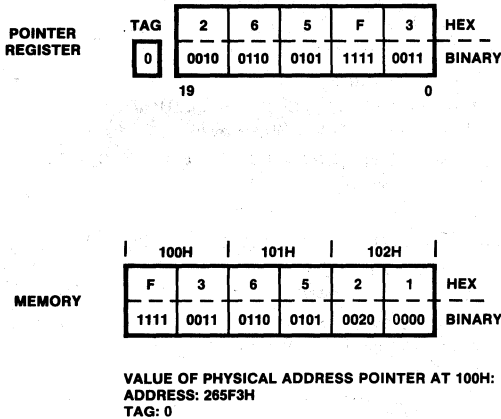 POINTER
REGISTER
TAG
0
2 6 5 F 3 HEX
0010 0110 0101 1111 0011 BINARY
19 0
100H 101H 102H
MEMORY
F 3 6 5 2 1 HEX
1111 0011 0110 0101 0020 0000 BINARY
VALUE OF PHYSICAL ADDRESS POINTER AT 100H:
ADDRESS: 265F3H
TAG: 0